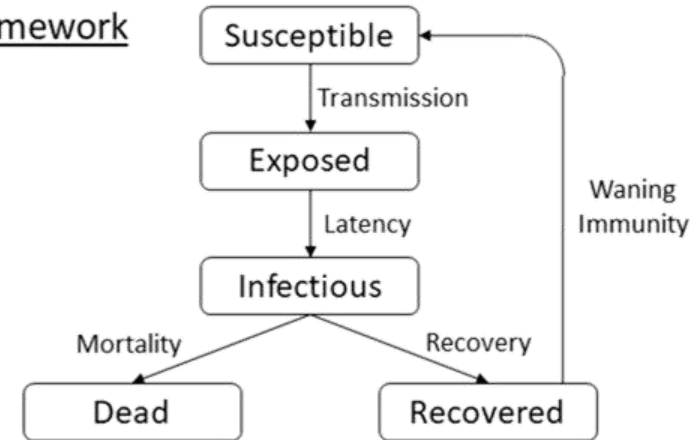 mework
Susceptible
Transmission
Exposed
Waning
Immunity
Latency
Infectious
Mortality
Recovery
Dead
Recovered